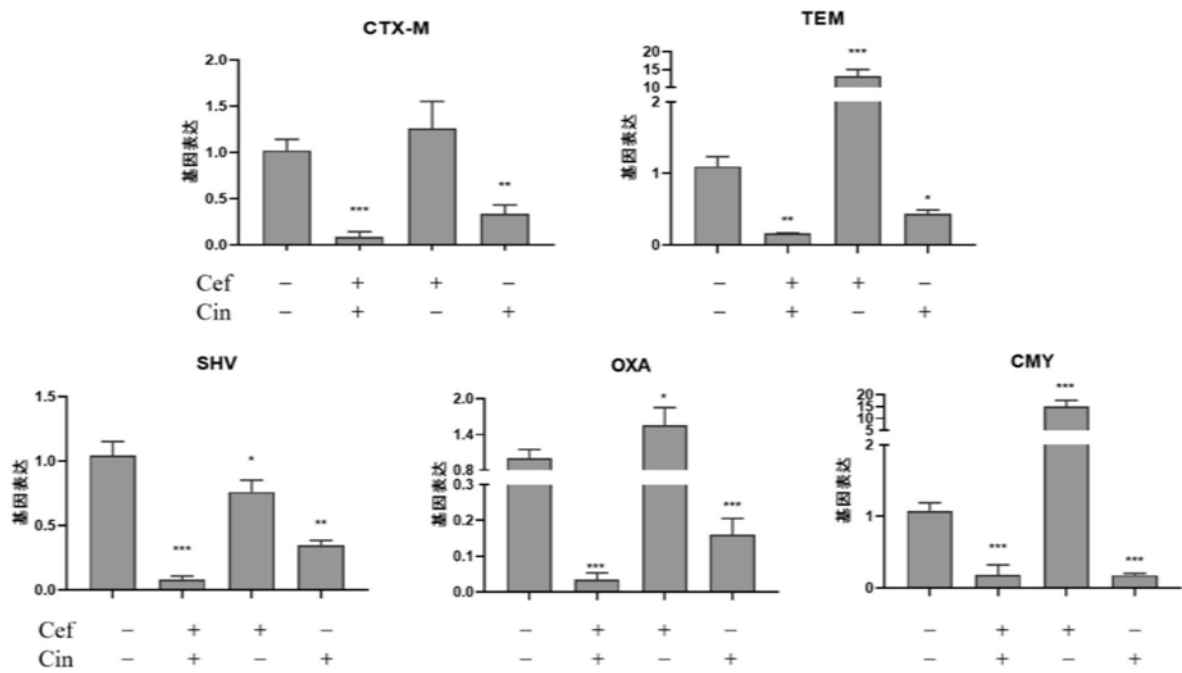 CTX-M
基因表达
2.0
1.5
1.0
0.5
0.0
***
**
Cef − + + −
Cin − + − +
TEM
基因表达
20
15
10
2
1
0
**
***
*
− + + −
− + − +
SHV
基因表达
1.5
1.0
0.5
0.0
***
*
**
Cef − + + −
Cin − + − +
OXA
基因表达
2.0
1.4
0.8
0.3
0.2
0.1
0.0
***
*
***
− + + −
− + − +
CMY
基因表达
20
15
10
5
2
1
0
***
***
***
− + + −
− + − +